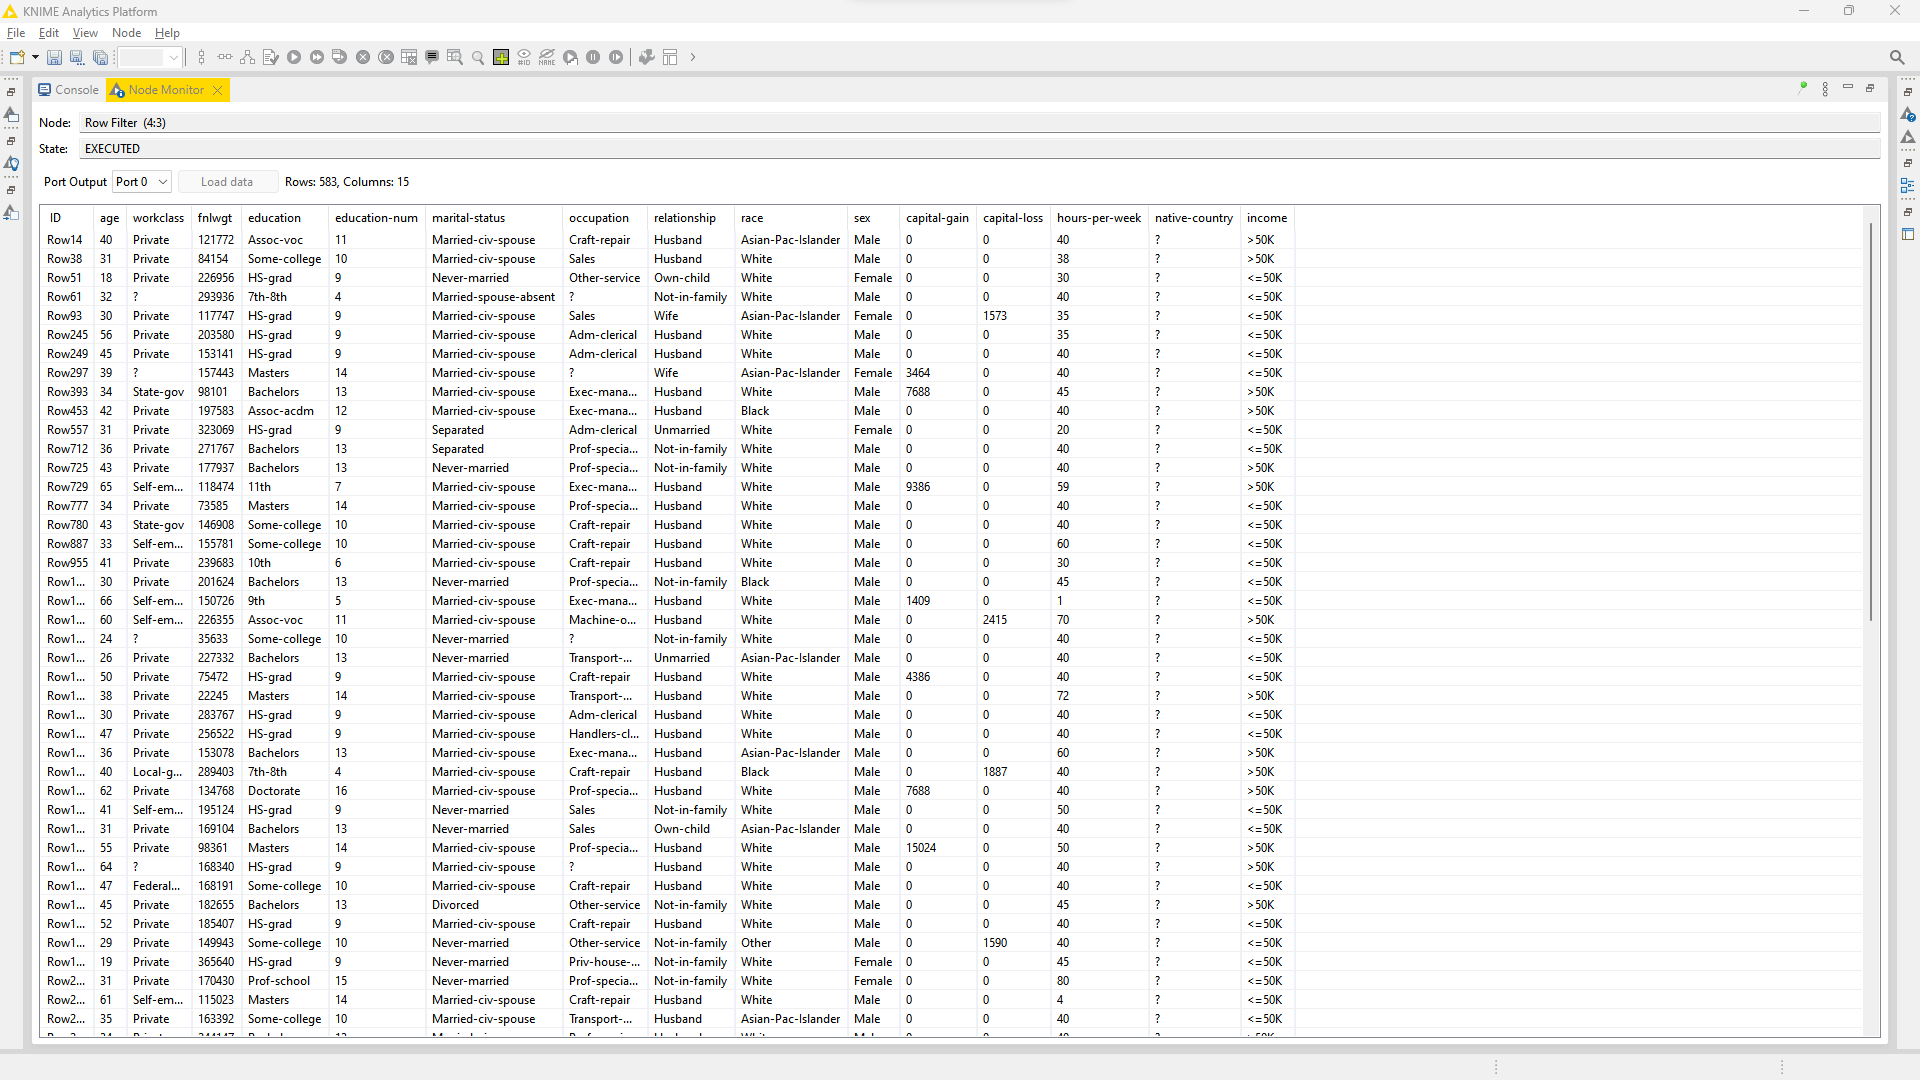 KNIME Analytics Platform
File Edit View Node Help
Console Node Monitor
Node: Row Filter (4:3)
State: EXECUTED
Port Output Port 0 Load data Rows: 583, Columns: 15
ID age workclass fnlwgt education education-num marital-status occupation relationship race sex capital-gain capital-loss hours-per-week native-country income
Row14 40 Private 121772 Assoc-voc 11 Married-civ-spouse Craft-repair Husband Asian-Pac-Islander Male 0 0 40 ? >50K
Row38 31 Private 84154 Some-college 10 Married-civ-spouse Sales Husband White Male 0 0 38 ? >50K
Row51 18 Private 226956 HS-grad 9 Never-married Other-service Own-child White Female 0 0 30 ? <=50K
Row61 32 ? 293936 7th-8th 4 Married-spouse-absent ? Not-in-family White Male 0 0 40 ? <=50K
Row93 30 Private 117747 HS-grad 9 Married-civ-spouse Sales Wife Asian-Pac-Islander Female 0 1573 35 ? <=50K
Row245 56 Private 203580 HS-grad 9 Married-civ-spouse Adm-clerical Husband White Male 0 0 35 ? <=50K
Row249 45 Private 153141 HS-grad 9 Married-civ-spouse Adm-clerical Husband White Male 0 0 40 ? <=50K
Row297 39 ? 157443 Masters 14 Married-civ-spouse ? Wife Asian-Pac-Islander Female 3464 0 40 ? <=50K
Row393 34 State-gov 98101 Bachelors 13 Married-civ-spouse Exec-mana... Husband White Male 7688 0 45 ? >50K
Row453 42 Private 197583 Assoc-acdm 12 Married-civ-spouse Exec-mana... Husband Black Male 0 0 40 ? >50K
Row557 31 Private 323069 HS-grad 9 Separated Adm-clerical Unmarried White Female 0 0 20 ? <=50K
Row712 36 Private 271767 Bachelors 13 Separated Prof-specia... Not-in-family White Male 0 0 40 ? <=50K
Row725 43 Private 177937 Bachelors 13 Never-married Prof-specia... Not-in-family White Male 0 0 40 ? >50K
Row729 65 Self-em... 118474 11th 7 Married-civ-spouse Exec-mana... Husband White Male 9386 0 59 ? >50K
Row777 34 Private 73585 Masters 14 Married-civ-spouse Prof-specia... Husband White Male 0 0 40 ? <=50K
Row780 43 State-gov 146908 Some-college 10 Married-civ-spouse Craft-repair Husband White Male 0 0 40 ? <=50K
Row887 33 Self-em... 155781 Some-college 10 Married-civ-spouse Craft-repair Husband White Male 0 0 60 ? <=50K
Row955 41 Private 239683 10th 6 Married-civ-spouse Craft-repair Husband White Male 0 0 30 ? <=50K
Row1... 30 Private 201624 Bachelors 13 Never-married Prof-specia... Not-in-family Black Male 0 0 45 ? <=50K
Row1... 66 Self-em... 150726 9th 5 Married-civ-spouse Exec-mana... Husband White Male 1409 0 1 ? <=50K
Row1... 60 Self-em... 226355 Assoc-voc 11 Married-civ-spouse Machine-o... Husband White Male 0 2415 70 ? >50K
Row1... 24 ? 35633 Some-college 10 Never-married ? Not-in-family White Male 0 0 40 ? <=50K
Row1... 26 Private 227332 Bachelors 13 Never-married Transport-... Unmarried Asian-Pac-Islander Male 0 0 40 ? <=50K
Row1... 50 Private 75472 HS-grad 9 Married-civ-spouse Craft-repair Husband White Male 4386 0 40 ? <=50K
Row1... 38 Private 22245 Masters 14 Married-civ-spouse Transport-... Husband White Male 0 0 72 ? >50K
Row1... 30 Private 283767 HS-grad 9 Married-civ-spouse Adm-clerical Husband White Male 0 0 40 ? <=50K
Row1... 47 Private 256522 HS-grad 9 Married-civ-spouse Handlers-cl... Husband White Male 0 0 40 ? <=50K
Row1... 36 Private 153078 Bachelors 13 Married-civ-spouse Exec-mana... Husband Asian-Pac-Islander Male 0 0 60 ? >50K
Row1... 40 Local-g... 289403 7th-8th 4 Married-civ-spouse Craft-repair Husband Black Male 0 1887 40 ? >50K
Row1... 62 Private 134768 Doctorate 16 Married-civ-spouse Prof-specia... Husband White Male 7688 0 40 ? >50K
Row1... 41 Self-em... 195124 HS-grad 9 Never-married Sales Not-in-family White Male 0 0 50 ? <=50K
Row1... 31 Private 169104 Bachelors 13 Never-married Sales Own-child Asian-Pac-Islander Male 0 0 40 ? <=50K
Row1... 55 Private 98361 Masters 14 Married-civ-spouse Prof-specia... Husband White Male 15024 0 50 ? >50K
Row1... 64 ? 168340 HS-grad 9 Married-civ-spouse ? Husband White Male 0 0 40 ? >50K
Row1... 47 Federal... 168191 Some-college 10 Married-civ-spouse Craft-repair Husband White Male 0 0 40 ? <=50K
Row1... 45 Private 182655 Bachelors 13 Divorced Other-service Not-in-family White Male 0 0 45 ? >50K
Row1... 52 Private 185407 HS-grad 9 Married-civ-spouse Craft-repair Husband White Male 0 0 40 ? <=50K
Row1... 29 Private 149943 Some-college 10 Never-married Other-service Not-in-family Other Male 0 1590 40 ? <=50K
Row1... 19 Private 365640 HS-grad 9 Never-married Priv-house-... Not-in-family White Female 0 0 45 ? <=50K
Row2... 31 Private 170430 Prof-school 15 Never-married Prof-specia... Not-in-family White Female 0 0 80 ? <=50K
Row2... 61 Self-em... 115023 Masters 14 Married-civ-spouse Craft-repair Husband White Male 0 0 4 ? <=50K
Row2... 35 Private 163392 Some-college 10 Married-civ-spouse Transport-... Husband Asian-Pac-Islander Male 0 0 40 ? <=50K